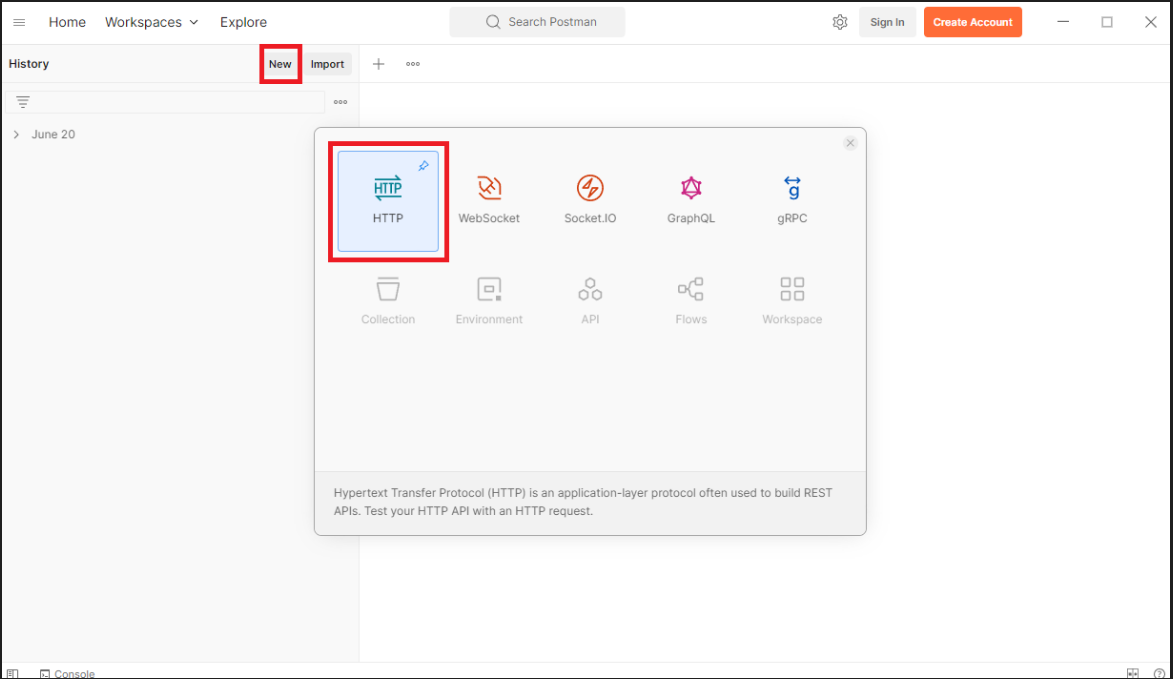 Home Workspaces Explore Search Postman Sign In Create Account
History New Import
June 20
HTTP
HTTP WebSocket Socket.IO GraphQL gRPC
Collection Environment API Flows Workspace
Hypertext Transfer Protocol (HTTP) is an application-layer protocol often used to build REST
APIs. Test your HTTP API with an HTTP request.
Console